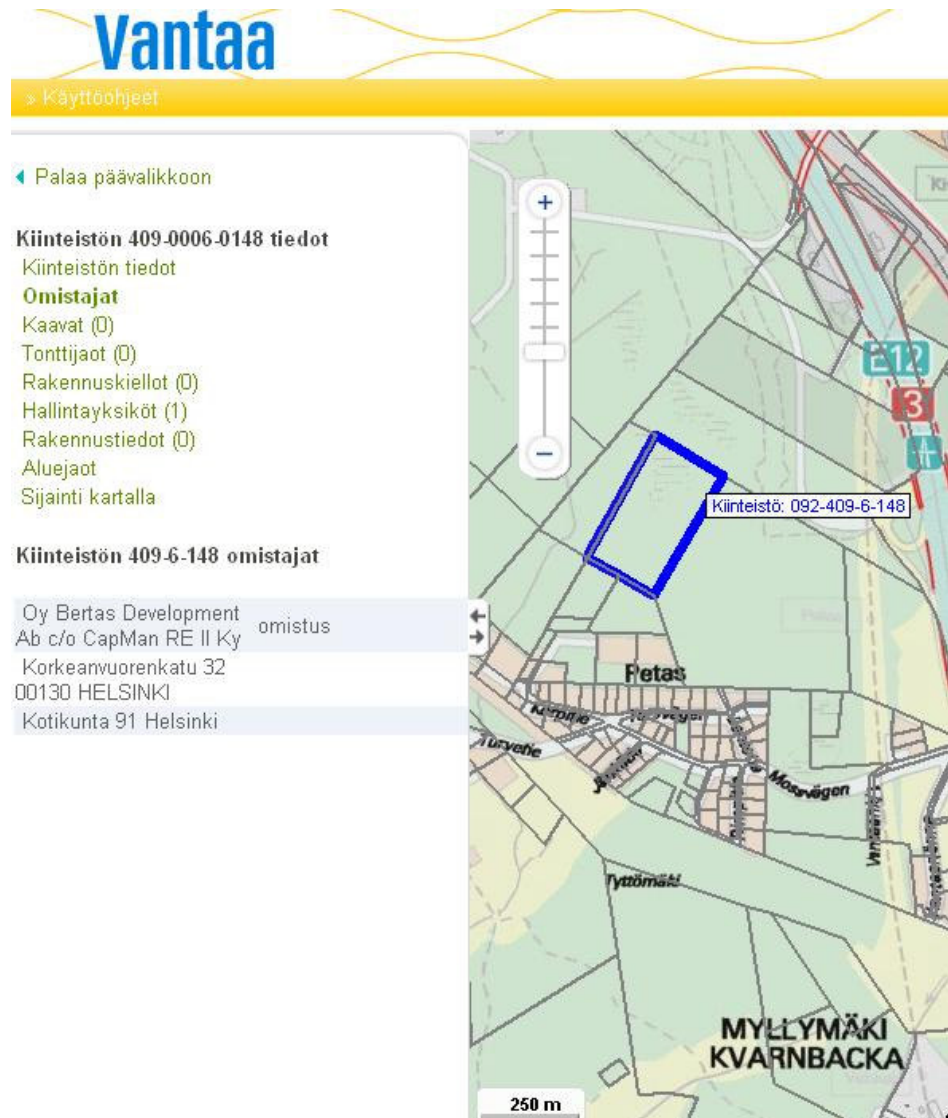 Vantaa
» Käyttöohjeet
Palaa päävalikkoon
Kiinteistön 409-0006-0148 tiedot
Kiinteistön tiedot
Omistajat
Kaavat (0)
Tonttijaot (0)
Rakennuskiellot (0)
Hallintayksiköt (1)
Rakennustiedot (0)
Aluejaot
Sijainti kartalla
Kiinteistön 409-6-148 omistajat
Oy Bertas Development
Ab c/o CapMan RE II Ky
omistus
Korkeanvuorenkatu 32
00130 HELSINKI
Kotikunta 91 Helsinki
+
−
E12
3
Kiinteistö: 092-409-6-148
Petas
Turvetie
Mossvägen
Tyttömäki
MYLLYMÄKI
KVARNBACKA
250 m